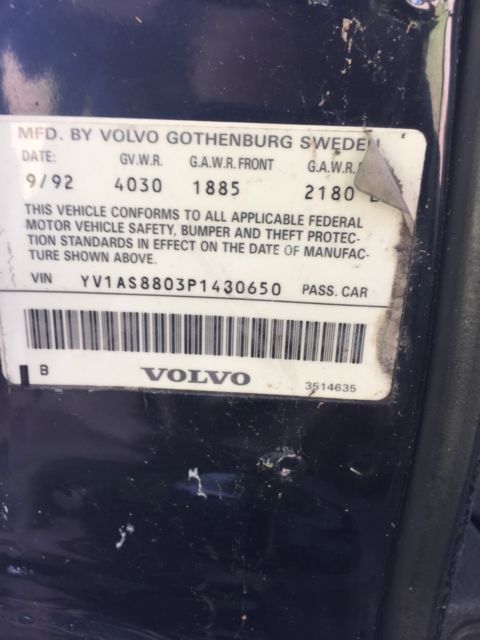 MFD. BY VOLVO GOTHENBURG SWEDEN
DATE: G.V.W.R. G.A.W.R. FRONT G.A.W.R.
9/92 4030 1885 2180
THIS VEHICLE CONFORMS TO ALL APPLICABLE FEDERAL
MOTOR VEHICLE SAFETY, BUMPER AND THEFT PROTEC-
TION STANDARDS IN EFFECT ON THE DATE OF MANUFAC-
TURE SHOWN ABOVE.
VIN YV1AS8803P1430650 PASS. CAR
B VOLVO 3514635